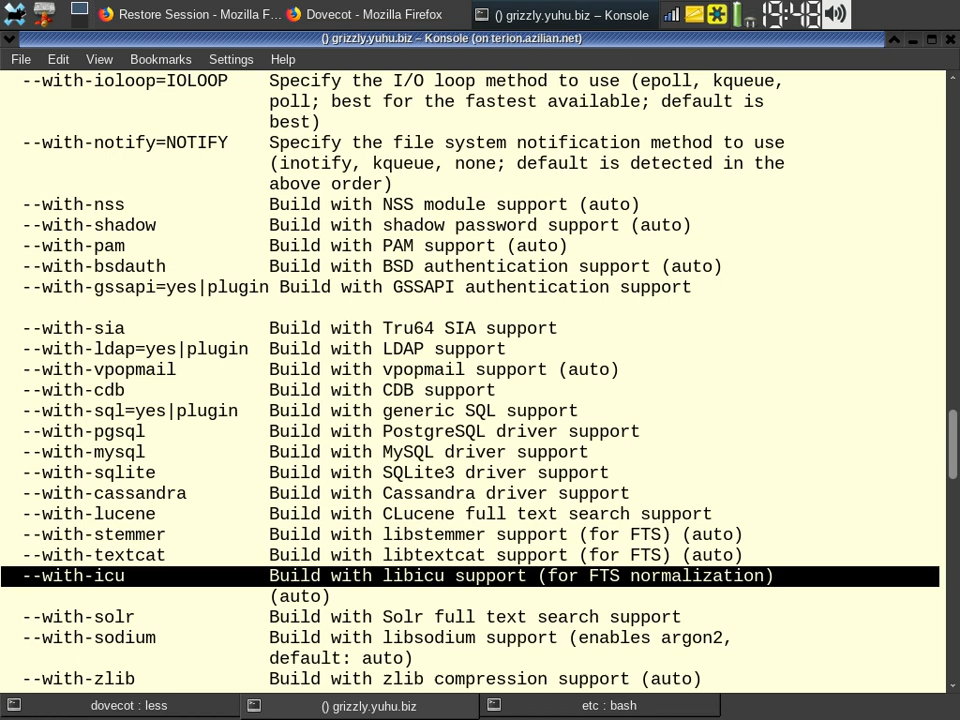 Restore Session - Mozilla F...
Dovecot - Mozilla Firefox
() grizzly.yuhu.biz – Konsole
19:48
() grizzly.yuhu.biz – Konsole (on terion.azilian.net)
File Edit View Bookmarks Settings Help
--with-ioloop=IOLOOP Specify the I/O loop method to use (epoll, kqueue,
poll; best for the fastest available; default is
best)
--with-notify=NOTIFY Specify the file system notification method to use
(inotify, kqueue, none; default is detected in the
above order)
--with-nss Build with NSS module support (auto)
--with-shadow Build with shadow password support (auto)
--with-pam Build with PAM support (auto)
--with-bsdauth Build with BSD authentication support (auto)
--with-gssapi=yes|plugin Build with GSSAPI authentication support
--with-sia Build with Tru64 SIA support
--with-ldap=yes|plugin Build with LDAP support
--with-vpopmail Build with vpopmail support (auto)
--with-cdb Build with CDB support
--with-sql=yes|plugin Build with generic SQL support
--with-pgsql Build with PostgreSQL driver support
--with-mysql Build with MySQL driver support
--with-sqlite Build with SQLite3 driver support
--with-cassandra Build with Cassandra driver support
--with-lucene Build with CLucene full text search support
--with-stemmer Build with libstemmer support (for FTS) (auto)
--with-textcat Build with libtextcat support (for FTS) (auto)
--with-icu Build with libicu support (for FTS normalization)
(auto)
--with-solr Build with Solr full text search support
--with-sodium Build with libsodium support (enables argon2,
default: auto)
--with-zlib Build with zlib compression support (auto)
dovecot : less
() grizzly.yuhu.biz
etc : bash